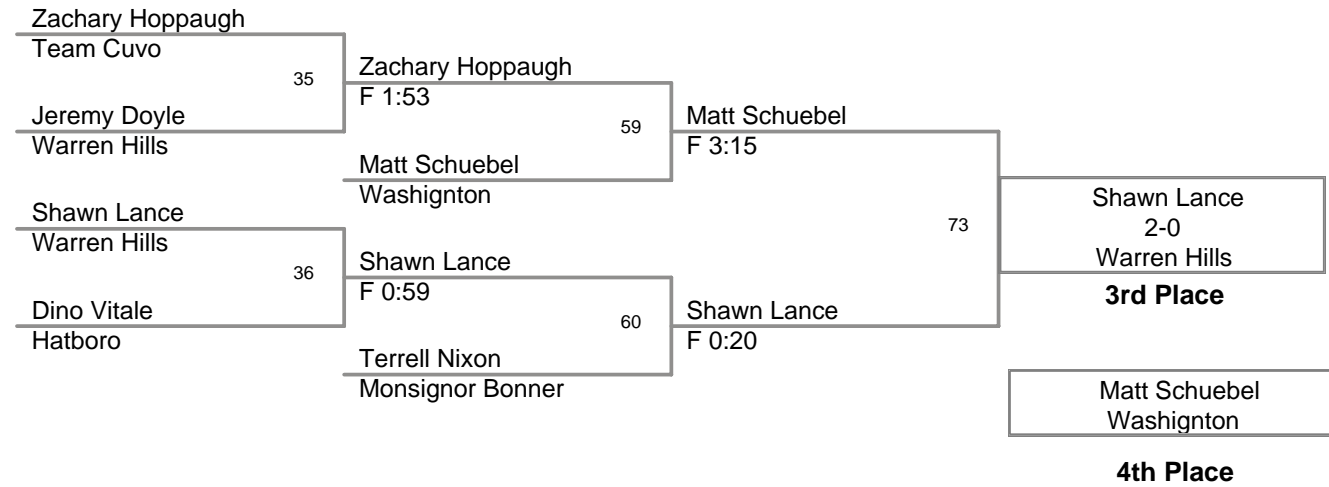 Zachary Hoppaugh
Team Cuvo
35
Zachary Hoppaugh
F 1:53
Jeremy Doyle
Warren Hills
59
Matt Schuebel
F 3:15
Matt Schuebel
Washignton
Shawn Lance
Warren Hills
73
Shawn Lance
2-0
Warren Hills
3rd Place
36
Shawn Lance
F 0:59
Dino Vitale
Hatboro
60
Shawn Lance
F 0:20
Terrell Nixon
Monsignor Bonner
Matt Schuebel
Washignton
4th Place